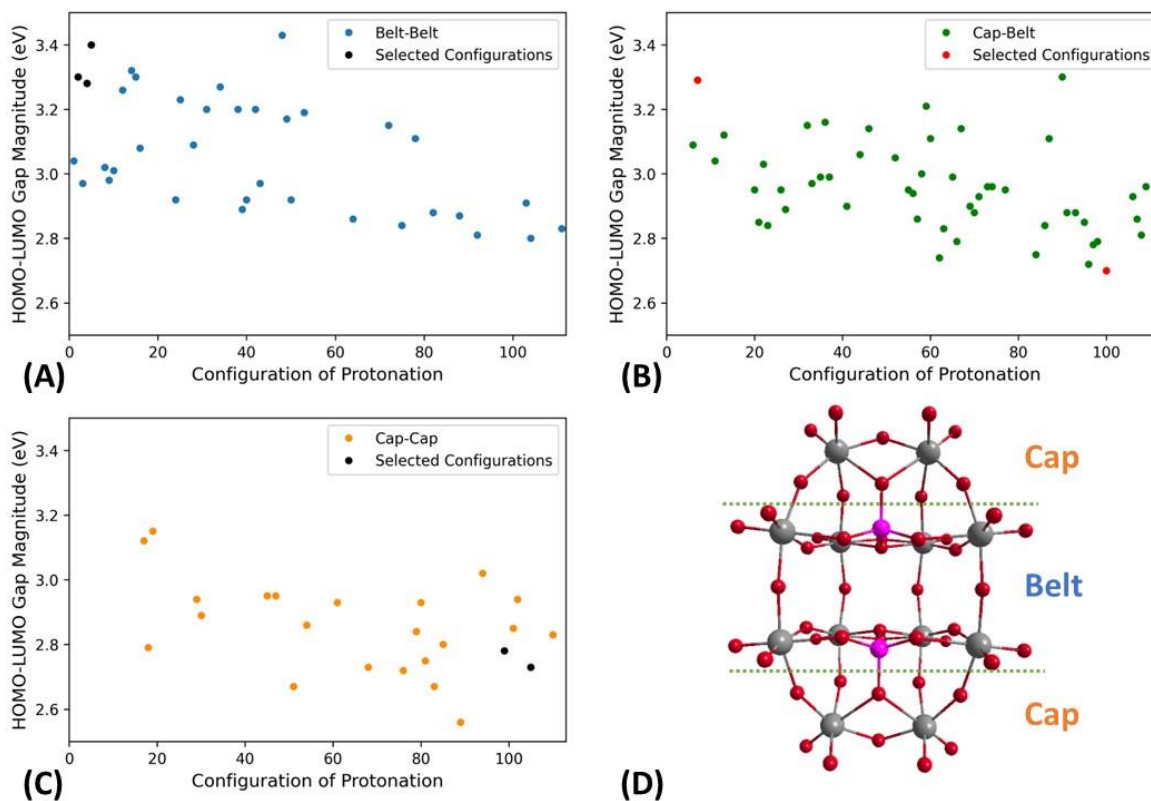 3.4
3.2
3.0
2.8
2.6
HOMO-LUMO Gap Magnitude (eV)
Belt-Belt
Selected Configurations
0 20 40 60 80 100
Configuration of Protonation
(A)
3.4
3.2
3.0
2.8
2.6
HOMO-LUMO Gap Magnitude (eV)
Cap-Belt
Selected Configurations
0 20 40 60 80 100
Configuration of Protonation
(B)
3.4
3.2
3.0
2.8
2.6
HOMO-LUMO Gap Magnitude (eV)
Cap-Cap
Selected Configurations
0 20 40 60 80 100
Configuration of Protonation
(C)
Cap
Belt
Cap
(D)